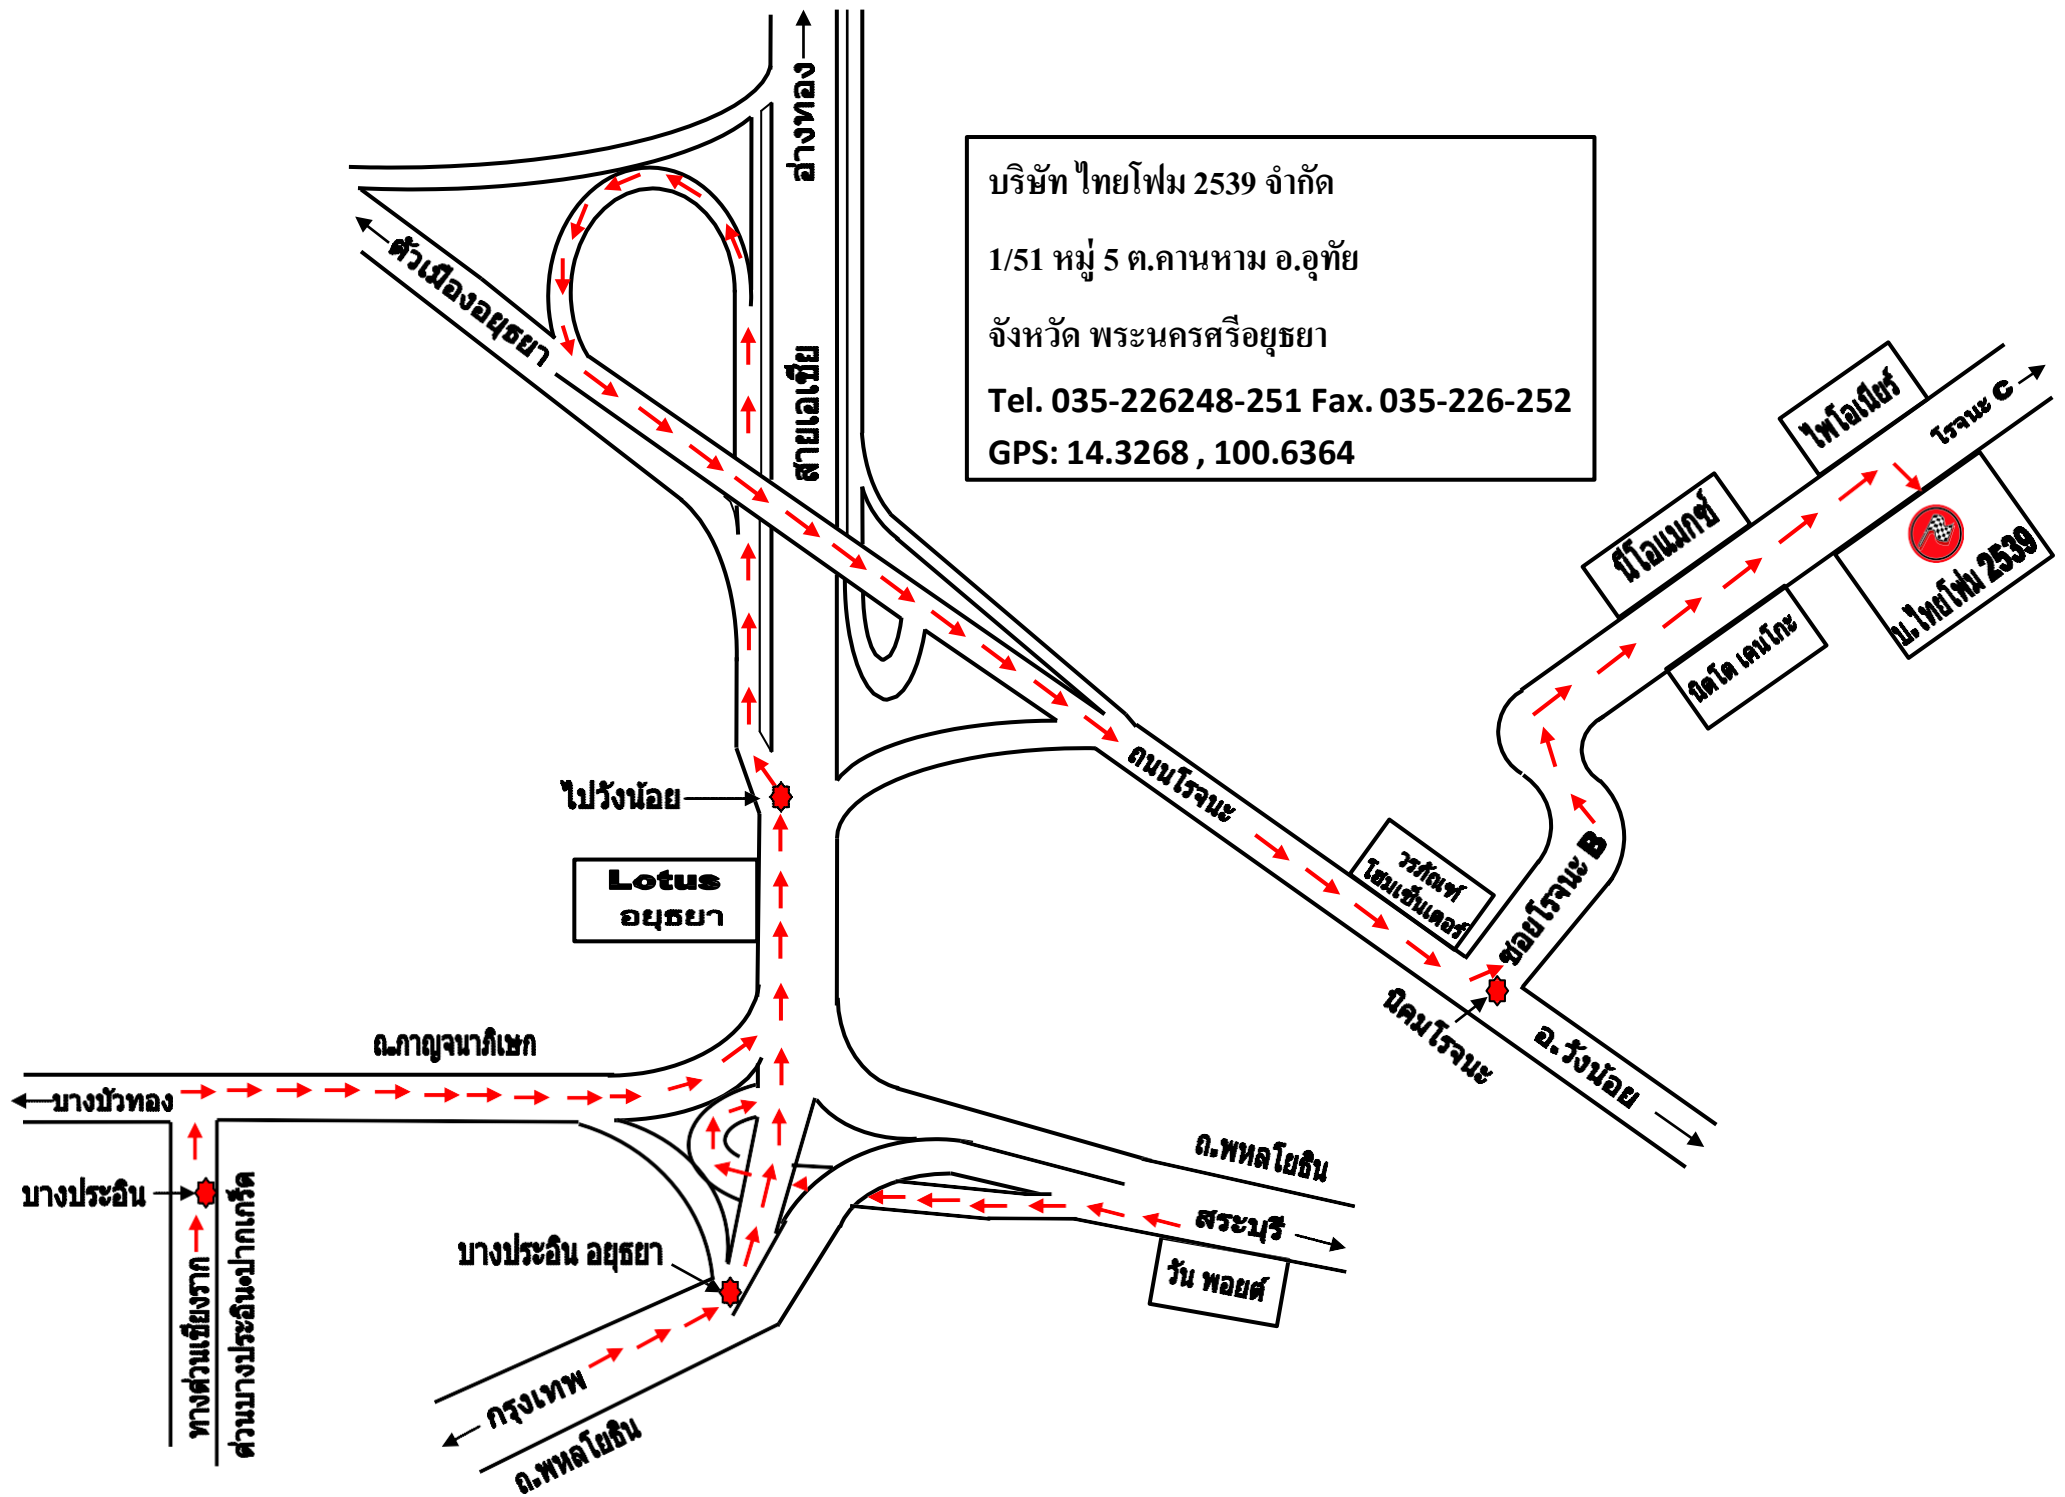 อ่างทอง
บริษัท ไทยโฟม 2539 จำกัด
1/51 หมู่ 5 ต.คานหาม อ.อุทัย
จังหวัด พระนครศรีอยุธยา
Tel. 035-226248-251 Fax. 035-226-252
GPS: 14.3268 , 100.6364
ตัวเมืองอยุธยา
สายเอเชีย
ไพโอเนียร์
โรจนะ C
นีโอแมกซ์
บ.ไทยโฟม 2539
นิตโต เคนโกะ
ถนนโรจนะ
ไปวังน้อย
Lotus
อยุธยา
วรภัณฑ์
โฮมเซ็นเตอร์
ซอยโรจนะ B
นิคมโรจนะ
อ.วังน้อย
ถ.กาญจนาภิเษก
บางบัวทอง
ถ.พหลโยธิน
สระบุรี
วัน พอยต์
บางประอิน
บางประอิน อยุธยา
ทางด่วนเชียงราก
ด่วนบางปะอิน-ปากเกร็ด
กรุงเทพ
ถ.พหลโยธิน